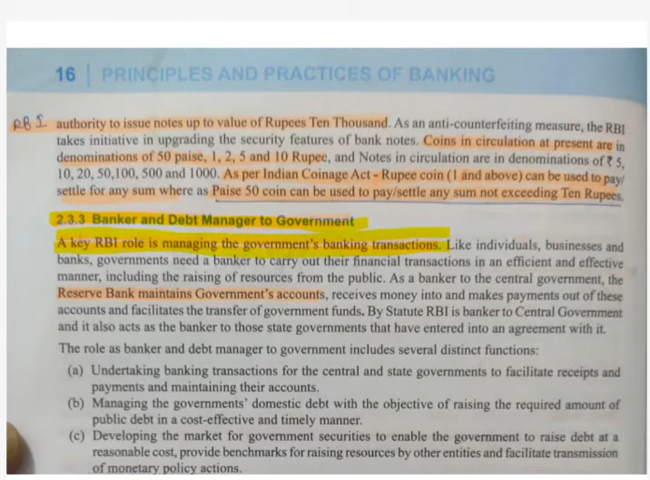 16 | PRINCIPLES AND PRACTICES OF BANKING
RBI authority to issue notes up to value of Rupees Ten Thousand. As an anti-counterfeiting measure, the RBI
takes initiative in upgrading the security features of bank notes. Coins in circulation at present are in
denominations of 50 paise, 1, 2, 5 and 10 Rupee, and Notes in circulation are in denominations of ₹ 5,
10, 20, 50,100, 500 and 1000. As per Indian Coinage Act - Rupee coin (1 and above) can be used to pay/
settle for any sum where as Paise 50 coin can be used to pay/settle any sum not exceeding Ten Rupees.
2.3.3 Banker and Debt Manager to Government
A key RBI role is managing the government's banking transactions. Like individuals, businesses and
banks, governments need a banker to carry out their financial transactions in an efficient and effective
manner, including the raising of resources from the public. As a banker to the central government, the
Reserve Bank maintains Government's accounts, receives money into and makes payments out of these
accounts and facilitates the transfer of government funds. By Statute RBI is banker to Central Government
and it also acts as the banker to those state governments that have entered into an agreement with it.
The role as banker and debt manager to government includes several distinct functions:
(a) Undertaking banking transactions for the central and state governments to facilitate receipts and
payments and maintaining their accounts.
(b) Managing the governments' domestic debt with the objective of raising the required amount of
public debt in a cost-effective and timely manner.
(c) Developing the market for government securities to enable the government to raise debt at a
reasonable cost, provide benchmarks for raising resources by other entities and facilitate transmission
of monetary policy actions.